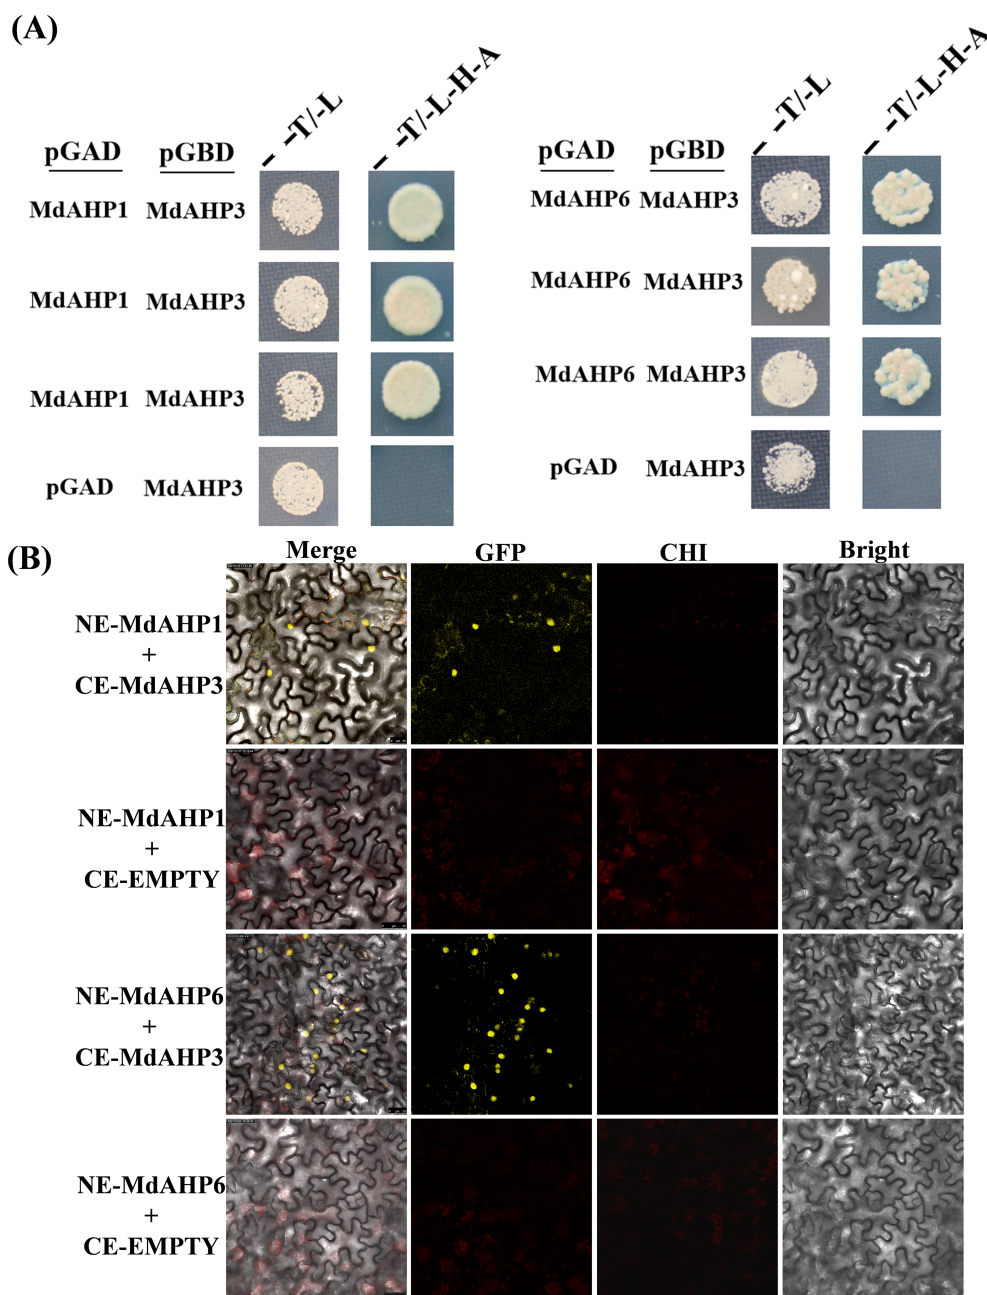 (A)
pGAD pGBD – –T/-L – –T/-L-H-A
MdAHP1 MdAHP3
MdAHP1 MdAHP3
MdAHP1 MdAHP3
pGAD MdAHP3
pGAD pGBD – –T/-L – –T/-L-H-A
MdAHP6 MdAHP3
MdAHP6 MdAHP3
MdAHP6 MdAHP3
pGAD MdAHP3
(B)
Merge GFP CHI Bright
NE-MdAHP1
+
CE-MdAHP3
NE-MdAHP1
+
CE-EMPTY
NE-MdAHP6
+
CE-MdAHP3
NE-MdAHP6
+
CE-EMPTY